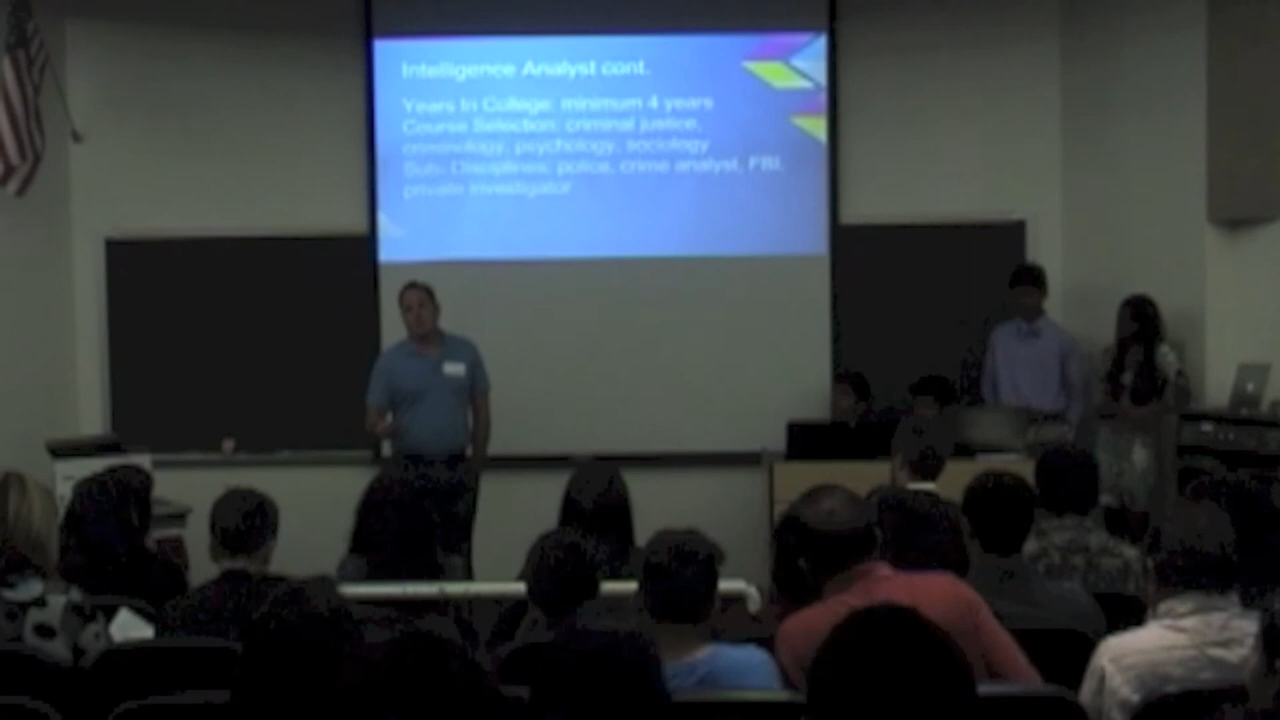 Intelligence Analyst cont.
Years In College: minimum 4 years
Course Selection: criminal justice,
criminology, psychology, sociology
Sub- Disciplines: police, crime analyst, FBI,
private investigator